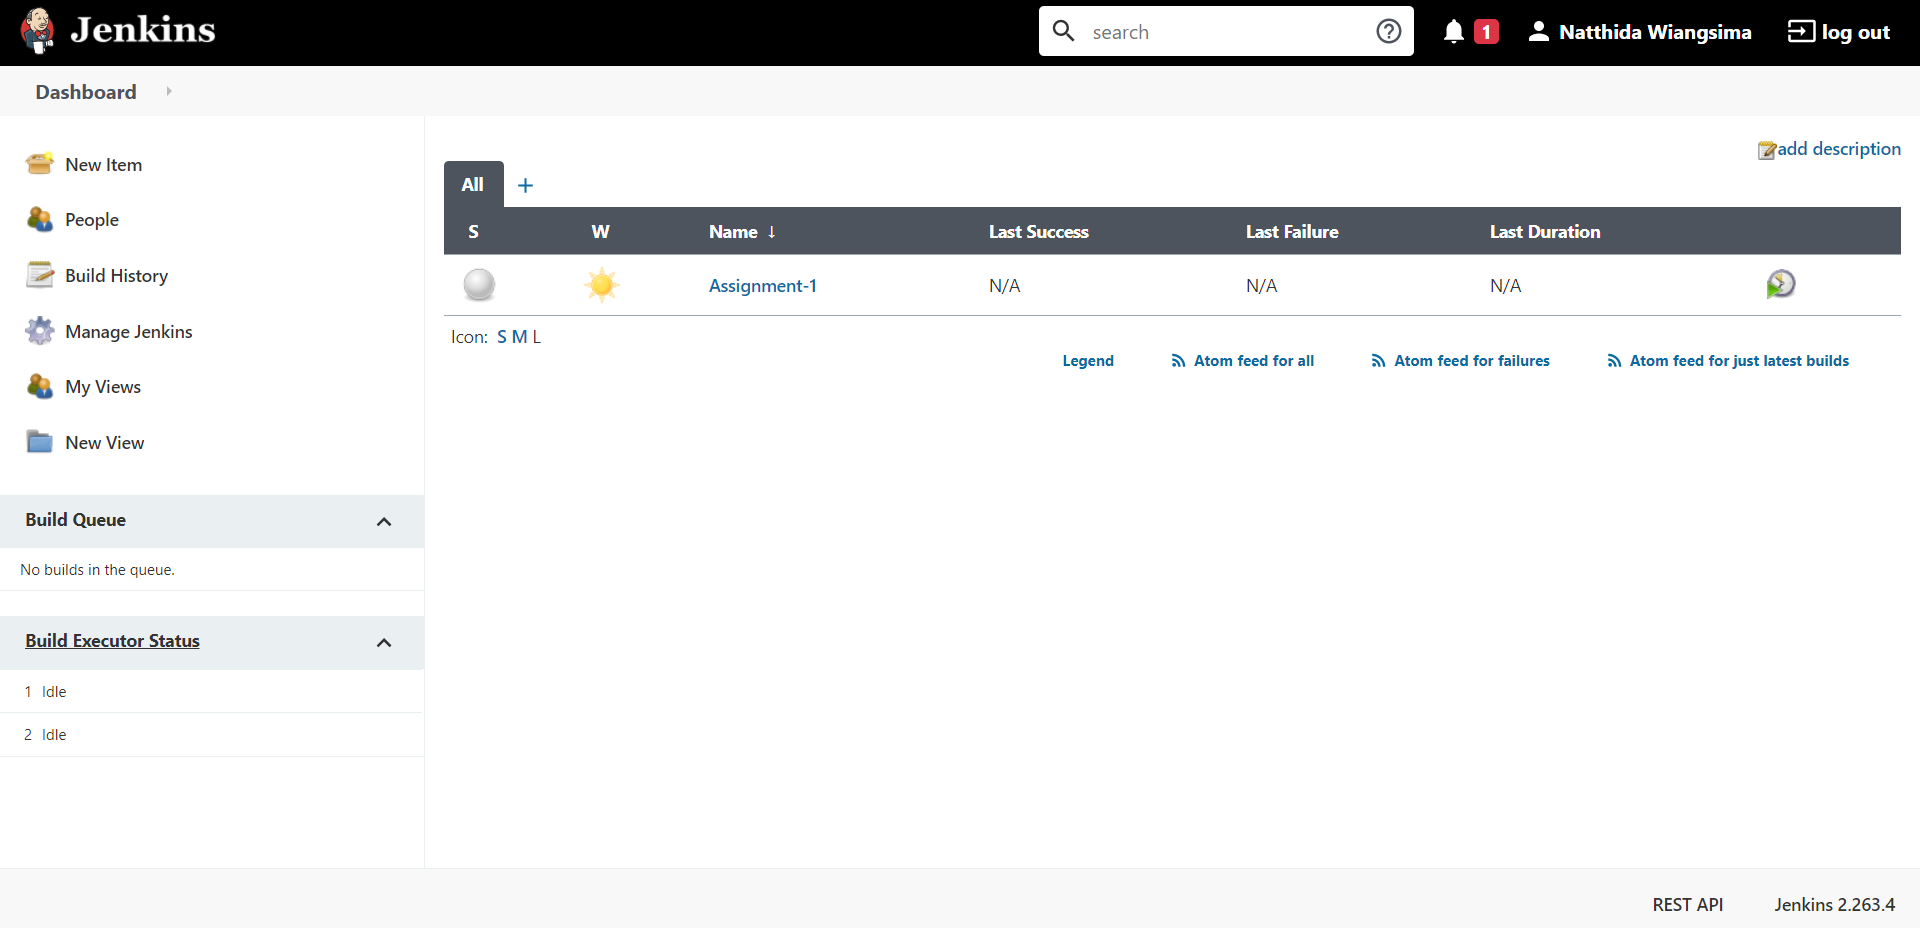 Jenkins
search
1
Natthida Wiangsima
log out
Dashboard
New Item
People
Build History
Manage Jenkins
My Views
New View
Build Queue
No builds in the queue.
Build Executor Status
1 Idle
2 Idle
add description
All +
S W Name ↓ Last Success Last Failure Last Duration
Assignment-1 N/A N/A N/A
Icon: S M L
Legend Atom feed for all Atom feed for failures Atom feed for just latest builds
REST API Jenkins 2.263.4